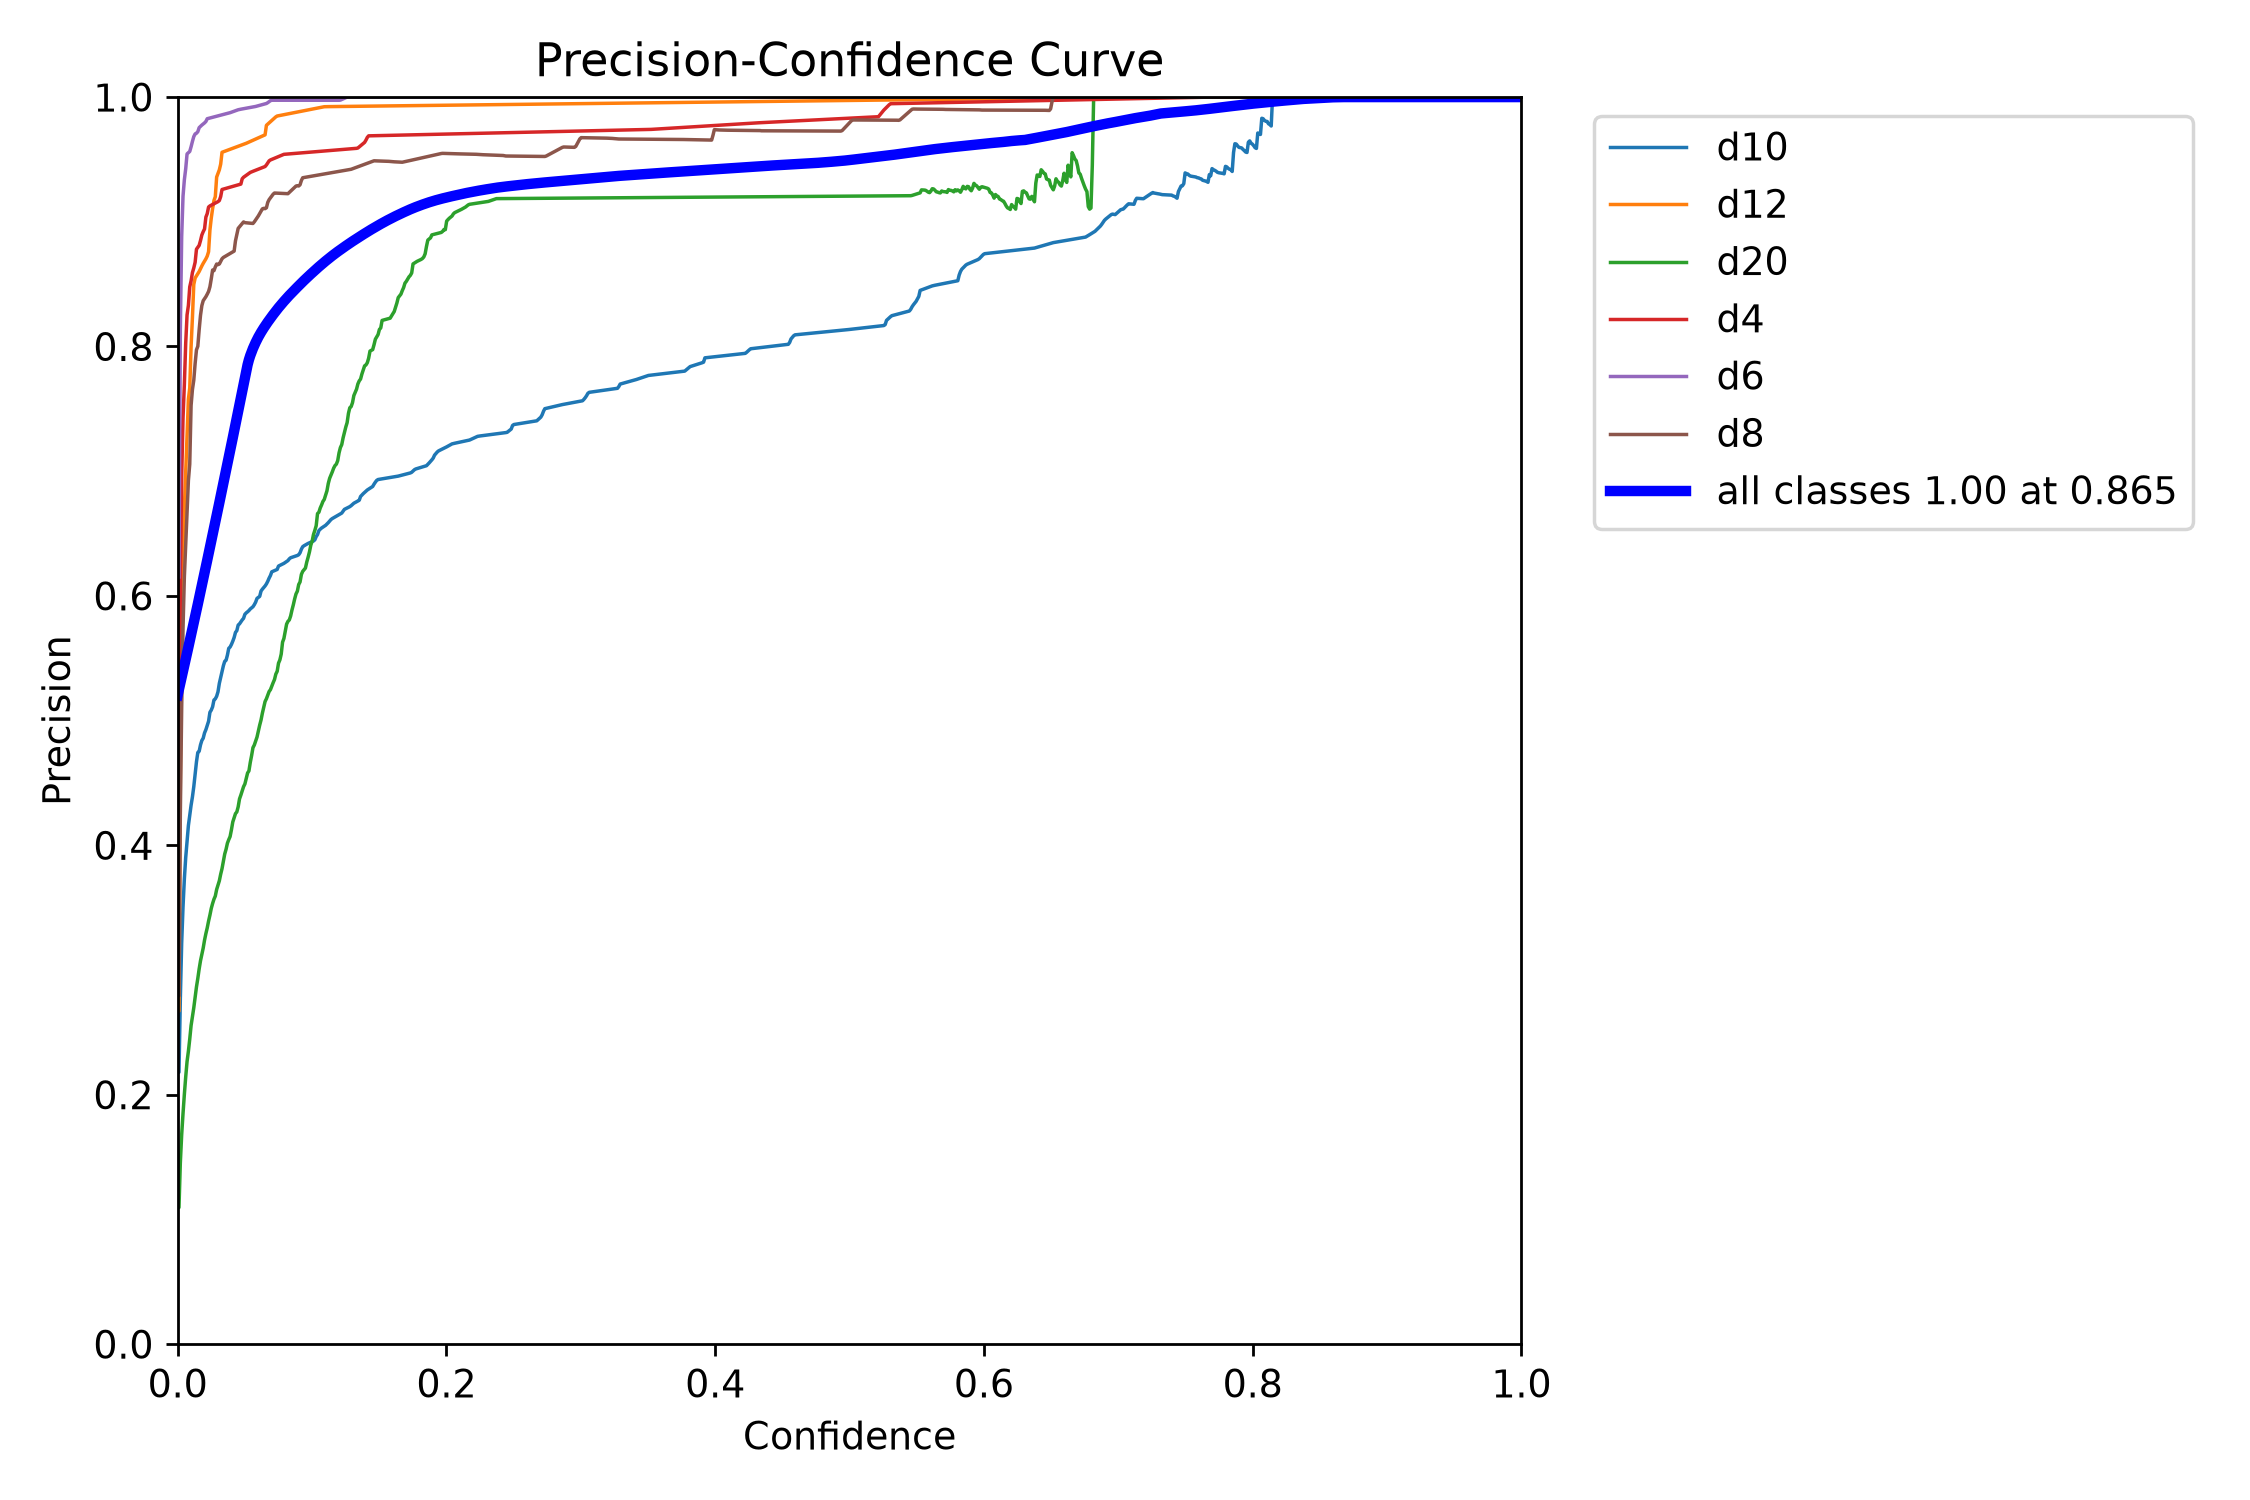 Precision-Confidence Curve
1.0
0.8
0.6
0.4
0.2
0.0
Precision
0.0 0.2 0.4 0.6 0.8 1.0
Confidence
d10
d12
d20
d4
d6
d8
all classes 1.00 at 0.865